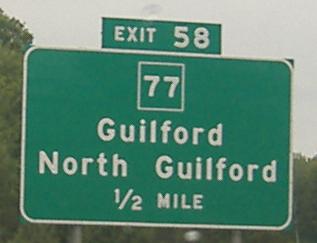 EXIT 58
77
Guilford
North Guilford
1/2 MILE